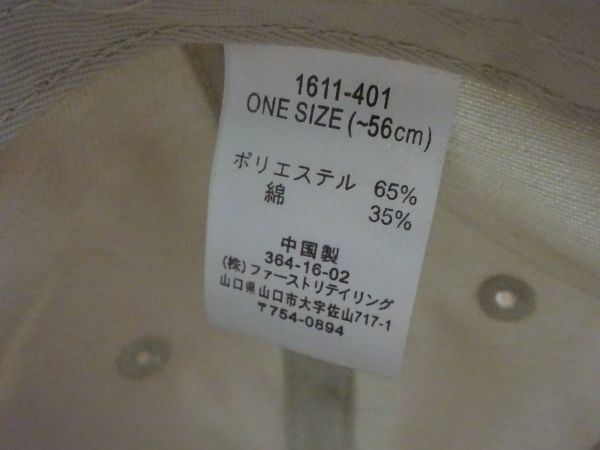 1611-401
ONE SIZE (~56cm)
ポリエステル 65%
綿 35%
中国製
364-16-02
(株)ファーストリテイリング
山口県山口市大字佐山717-1
〒754-0894